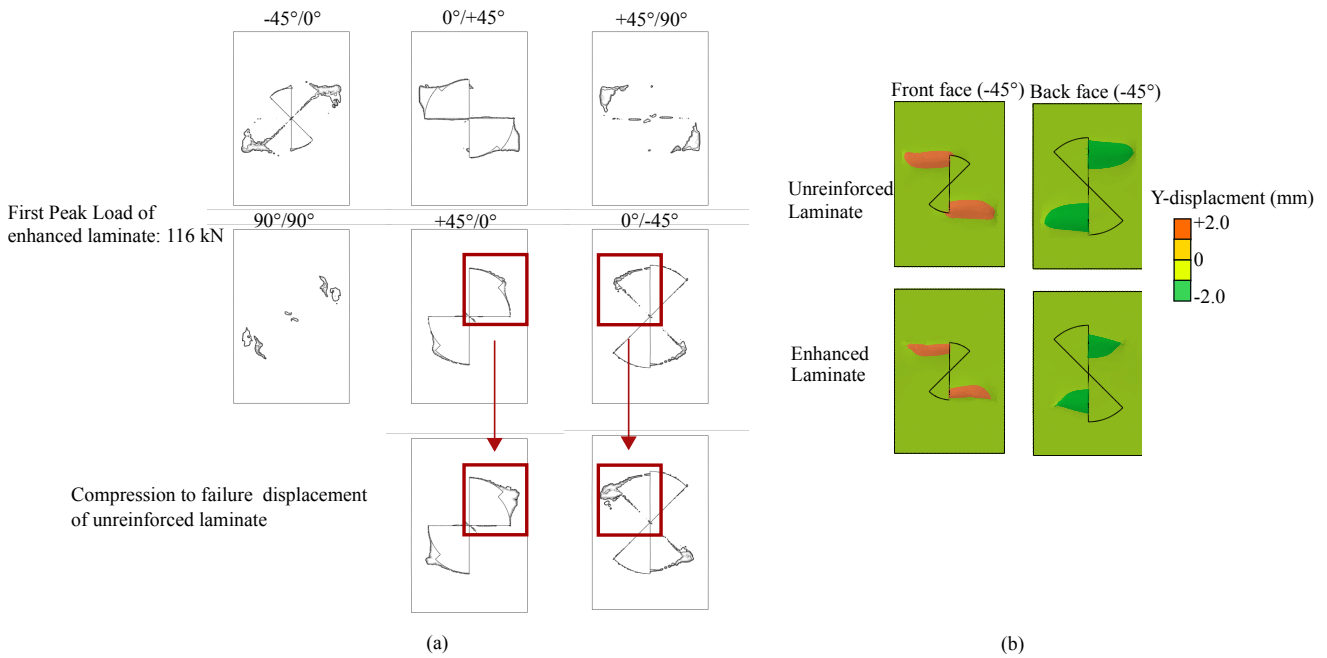 -45°/0°
0°/+45°
+45°/90°
First Peak Load of
enhanced laminate: 116 kN
90°/90°
+45°/0°
0°/-45°
Compression to failure displacement
of unreinforced laminate
(a)
Front face (-45°)
Back face (-45°)
Unreinforced
Laminate
Y-displacment (mm)
+2.0
0
-2.0
Enhanced
Laminate
(b)